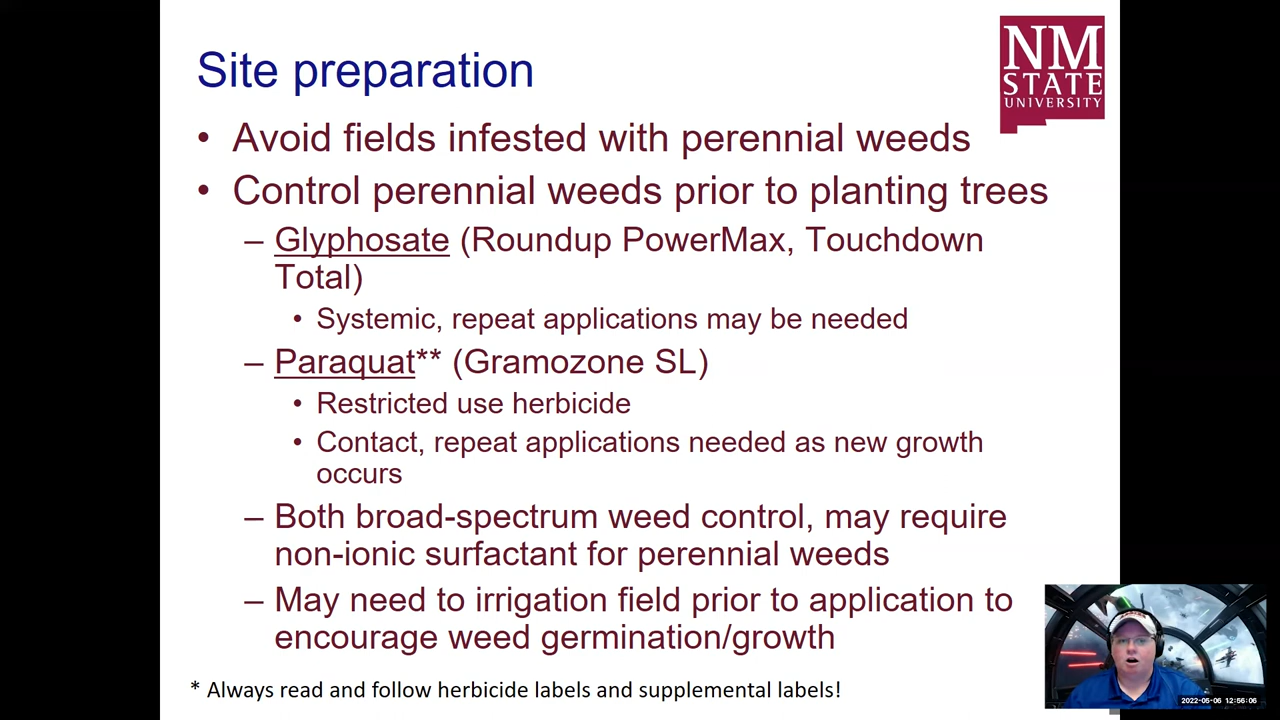 Site preparation
NM
STATE
UNIVERSITY
• Avoid fields infested with perennial weeds
• Control perennial weeds prior to planting trees
– Glyphosate (Roundup PowerMax, Touchdown
Total)
• Systemic, repeat applications may be needed
– Paraquat** (Gramozone SL)
• Restricted use herbicide
• Contact, repeat applications needed as new growth
occurs
– Both broad-spectrum weed control, may require
non-ionic surfactant for perennial weeds
– May need to irrigation field prior to application to
encourage weed germination/growth
* Always read and follow herbicide labels and supplemental labels!
2022-05-06 12:56:06